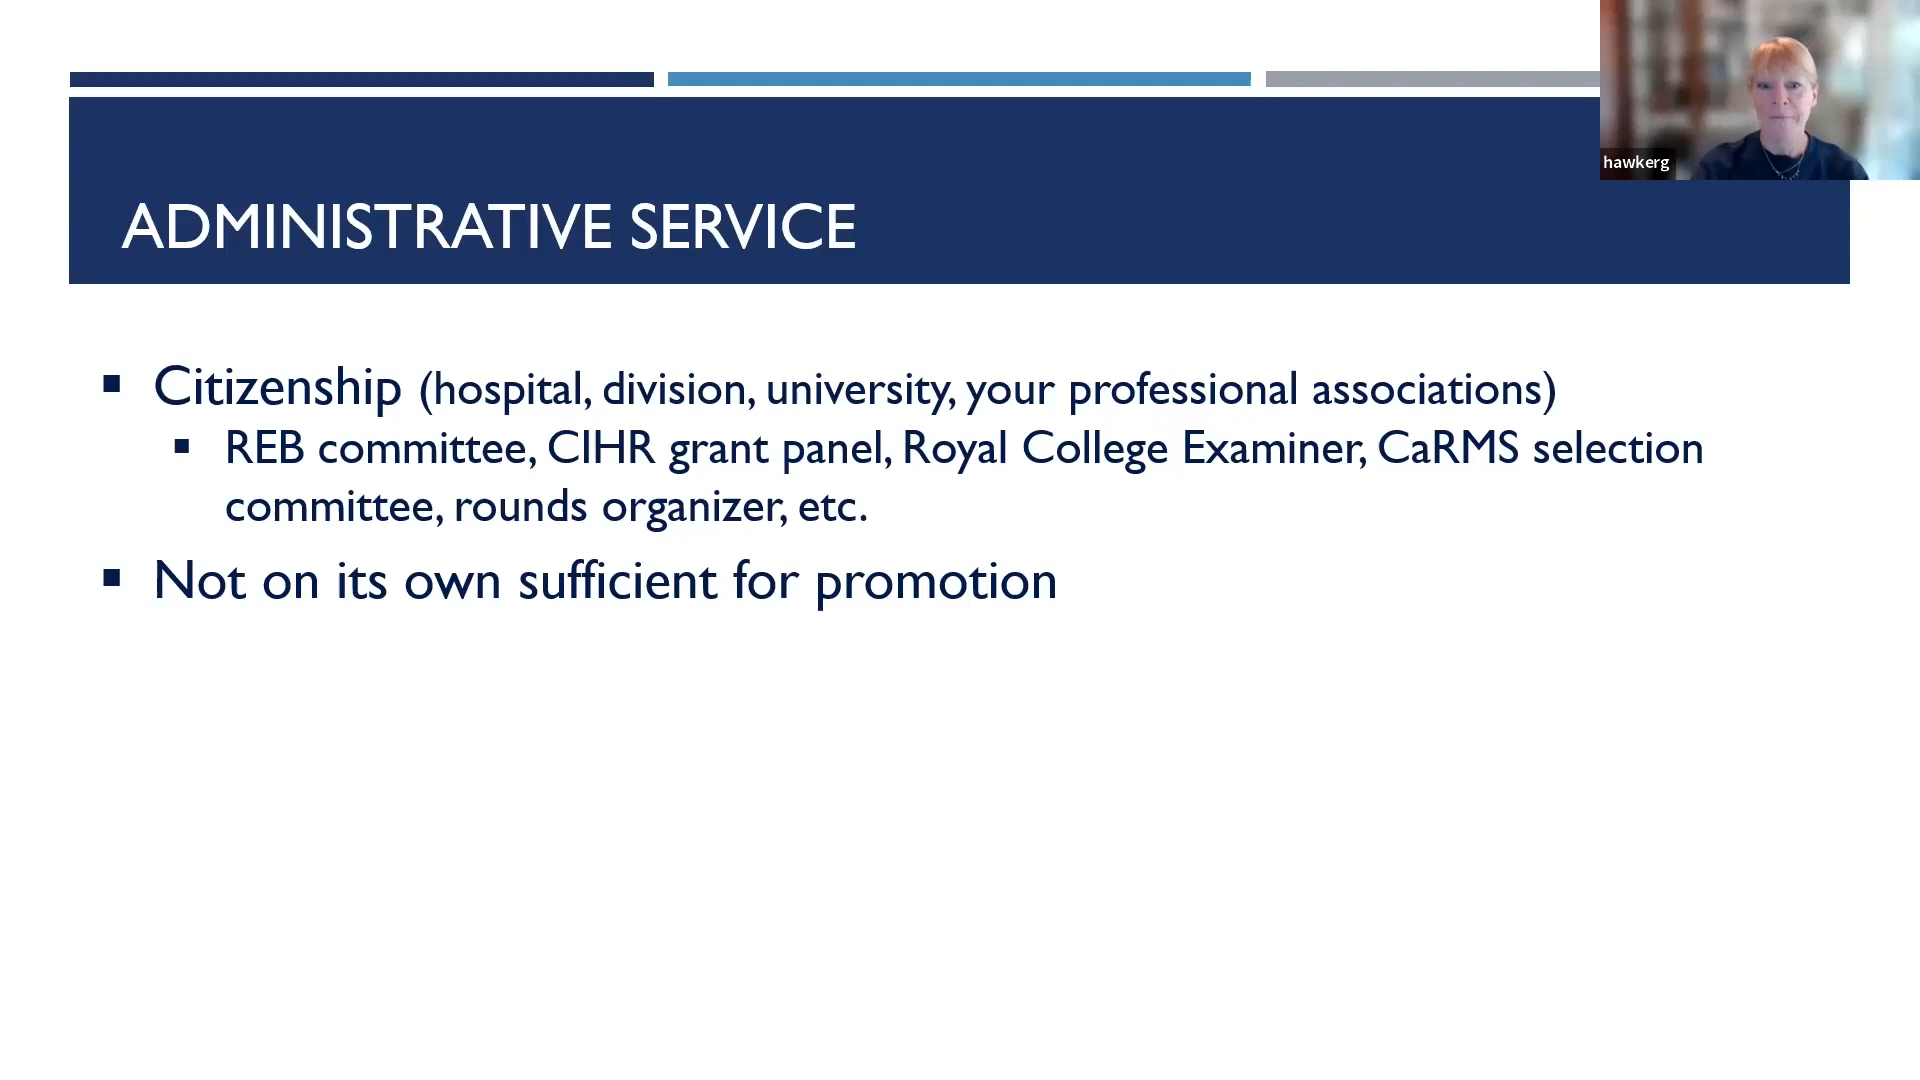 hawkerg
ADMINISTRATIVE SERVICE
▪ Citizenship (hospital, division, university, your professional associations)
▪ REB committee, CIHR grant panel, Royal College Examiner, CaRMS selection
committee, rounds organizer, etc.
▪ Not on its own sufficient for promotion